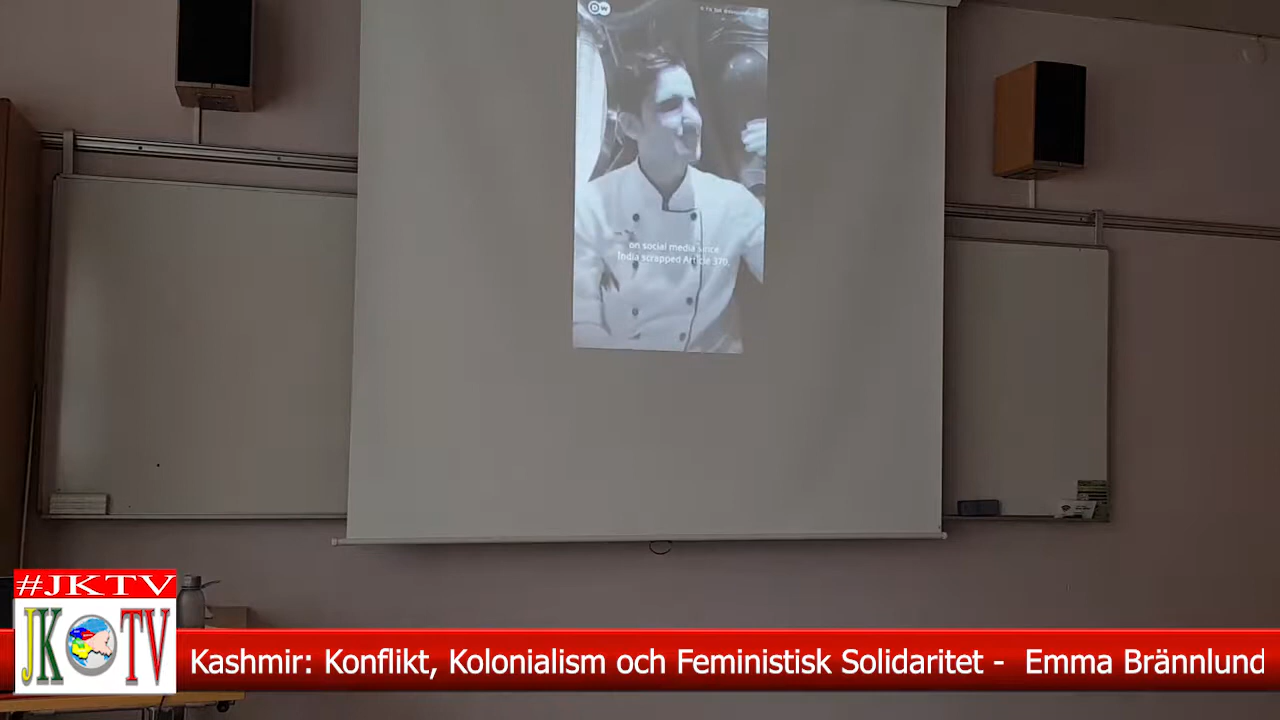 DW
on social media since
India scrapped Article 370,
#JKTV
JK TV
Kashmir: Konflikt, Kolonialism och Feministisk Solidaritet - Emma Brännlund